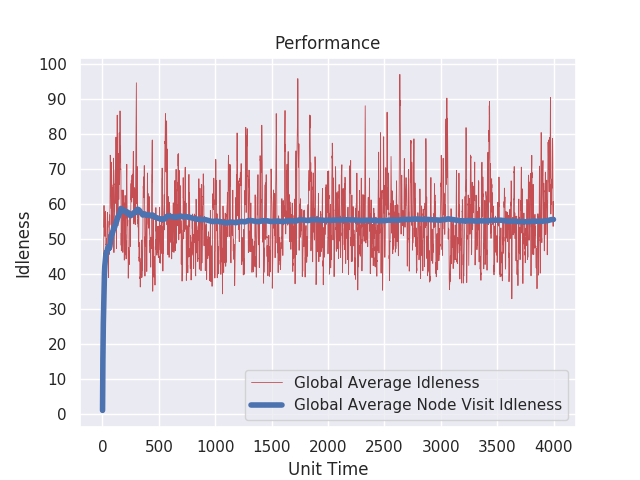 Performance
100
90
80
70
60
50
40
30
20
10
0
Idleness
Global Average Idleness
Global Average Node Visit Idleness
0 500 1000 1500 2000 2500 3000 3500 4000
Unit Time